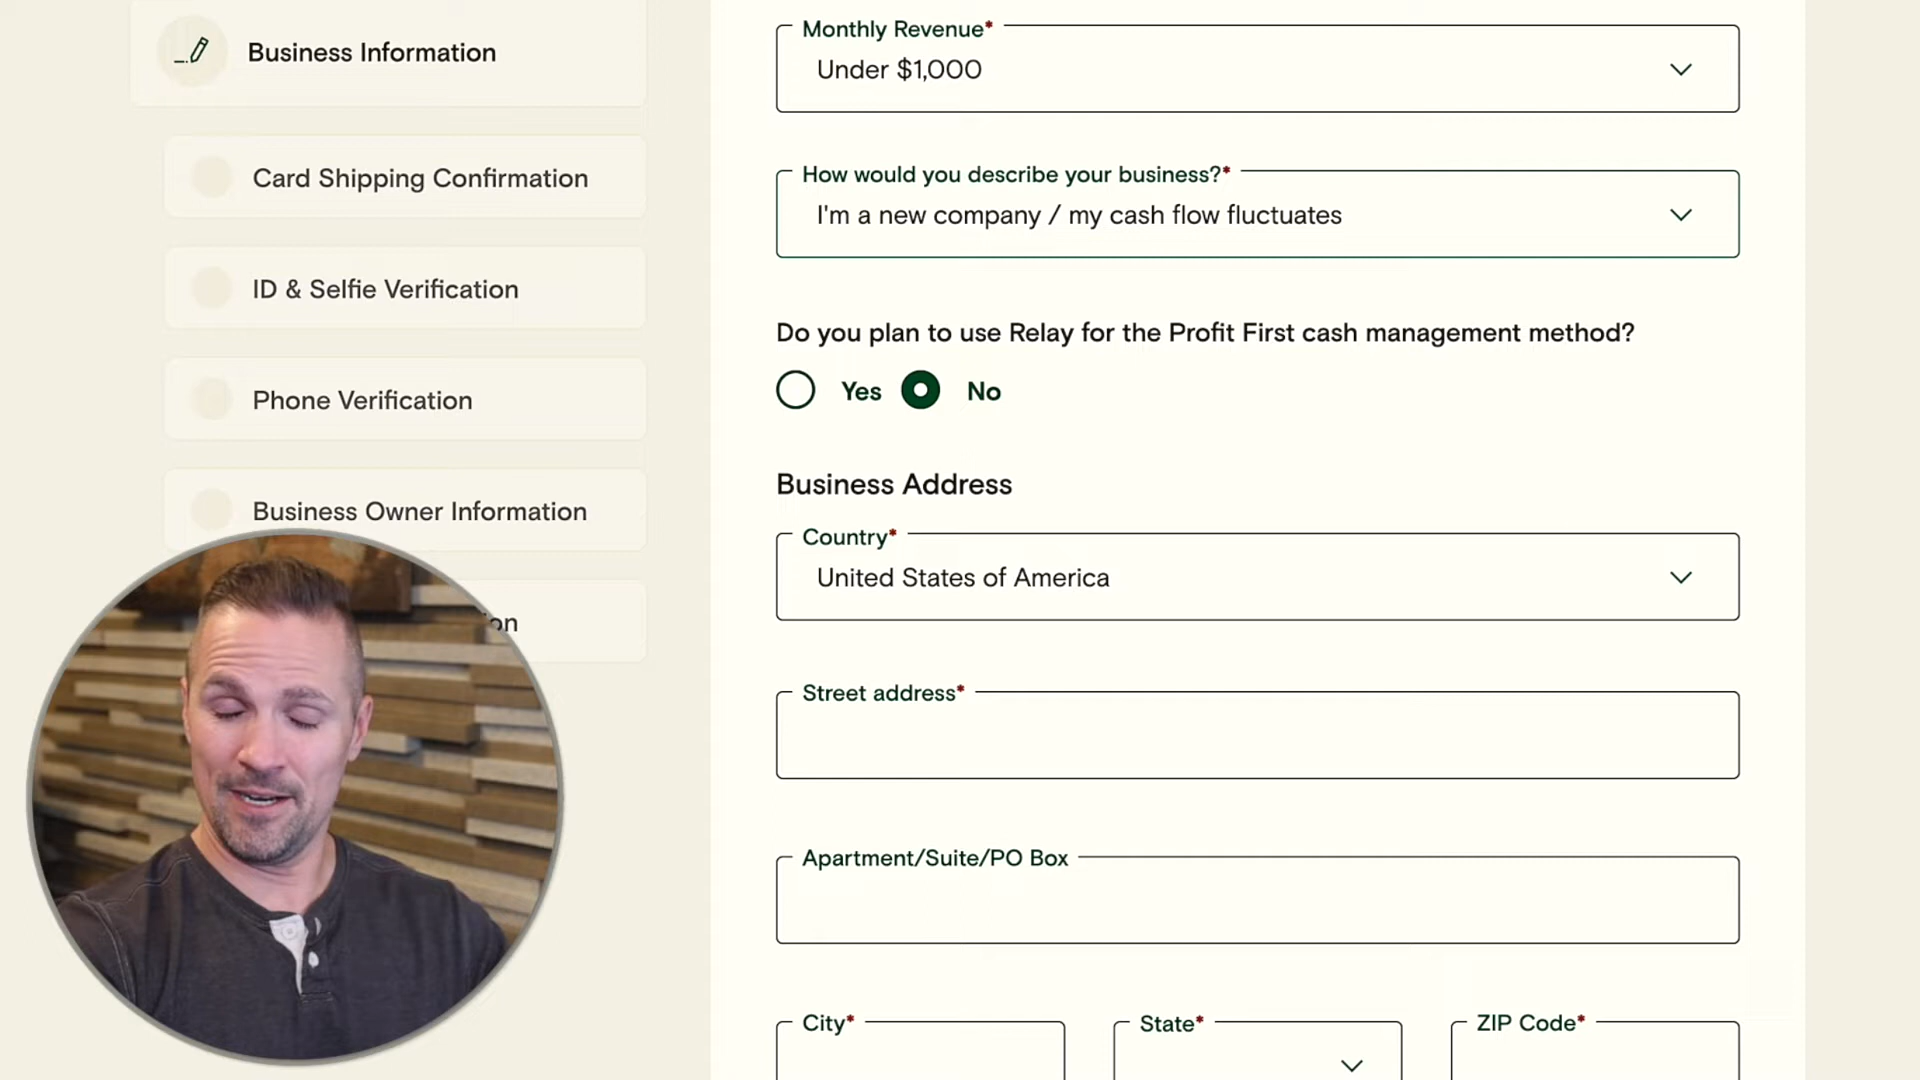 Business Information
Card Shipping Confirmation
ID & Selfie Verification
Phone Verification
Business Owner Information
Monthly Revenue*
Under $1,000
How would you describe your business?*
I'm a new company / my cash flow fluctuates
Do you plan to use Relay for the Profit First cash management method?
Yes
No
Business Address
Country*
United States of America
Street address*
Apartment/Suite/PO Box
City*
State*
ZIP Code*